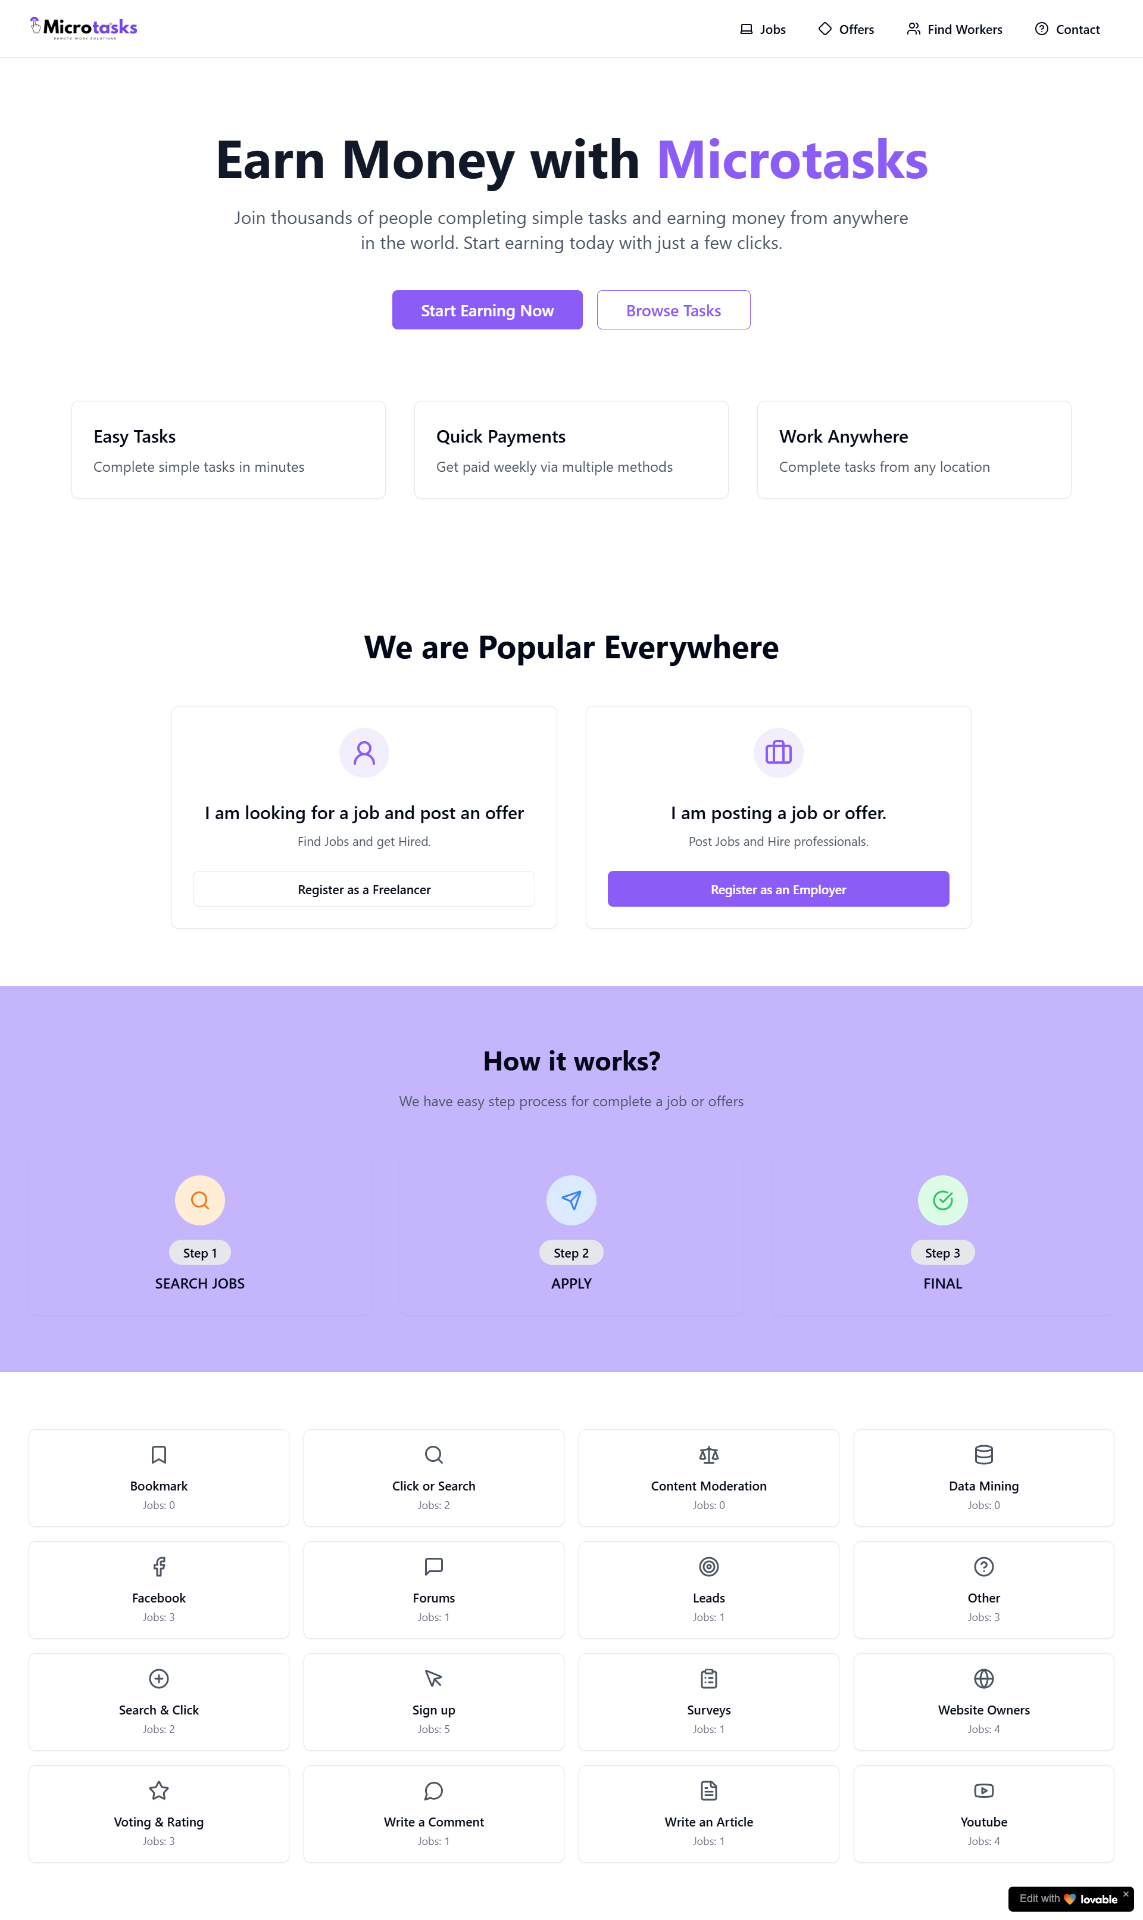 Microtasks
REMOTE WORK SOLUTIONS
Jobs
Offers
Find Workers
Contact
Earn Money with Microtasks
Join thousands of people completing simple tasks and earning money from anywhere
in the world. Start earning today with just a few clicks.
Start Earning Now
Browse Tasks
Easy Tasks
Complete simple tasks in minutes
Quick Payments
Get paid weekly via multiple methods
Work Anywhere
Complete tasks from any location
We are Popular Everywhere
I am looking for a job and post an offer
Find Jobs and get Hired.
Register as a Freelancer
I am posting a job or offer.
Post Jobs and Hire professionals.
Register as an Employer
How it works?
We have easy step process for complete a job or offers
Step 1
SEARCH JOBS
Step 2
APPLY
Step 3
FINAL
Bookmark
Jobs: 0
Click or Search
Jobs: 2
Content Moderation
Jobs: 0
Data Mining
Jobs: 0
Facebook
Jobs: 3
Forums
Jobs: 1
Leads
Jobs: 1
Other
Jobs: 3
Search & Click
Jobs: 2
Sign up
Jobs: 5
Surveys
Jobs: 1
Website Owners
Jobs: 4
Voting & Rating
Jobs: 3
Write a Comment
Jobs: 1
Write an Article
Jobs: 1
Youtube
Jobs: 4
Edit with lovable